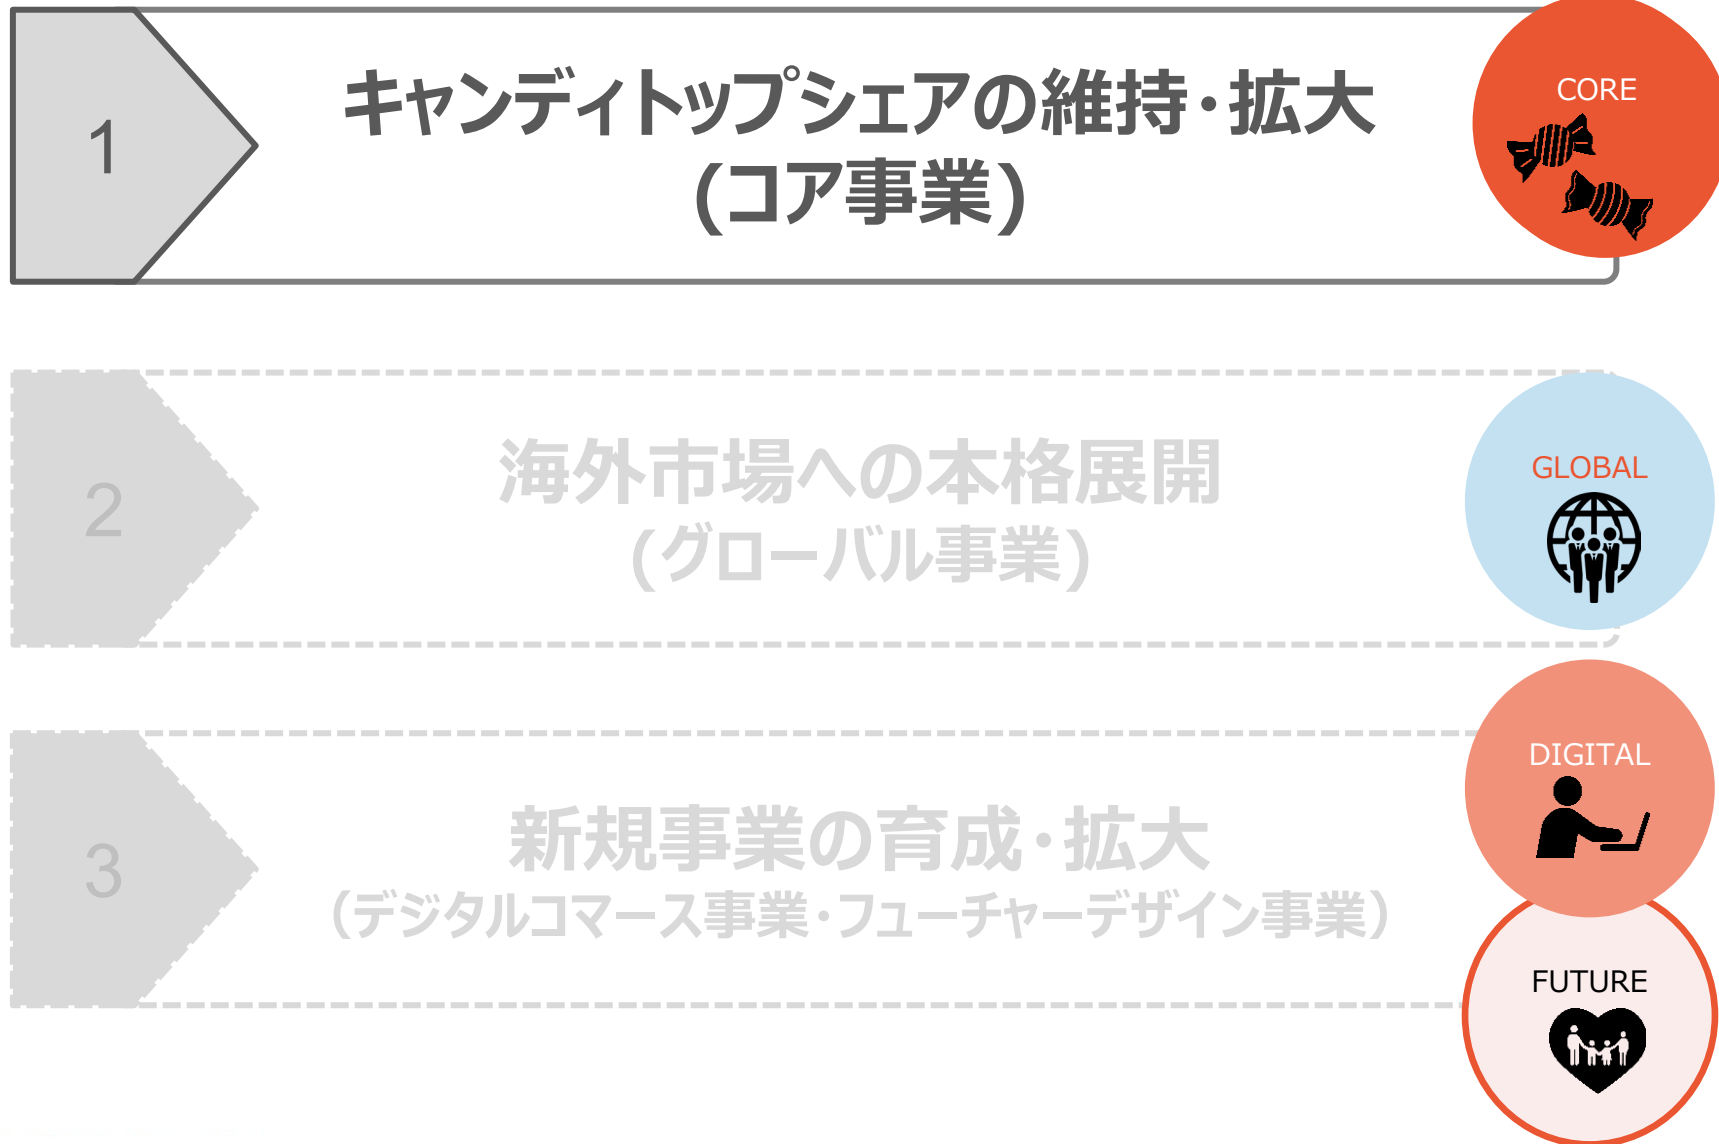 1
キャンディトップシェアの維持・拡大
(コア事業)
CORE
2
海外市場への本格展開
(グローバル事業)
GLOBAL
3
新規事業の育成・拡大
（デジタルコマース事業・フューチャーデザイン事業）
DIGITAL
FUTURE